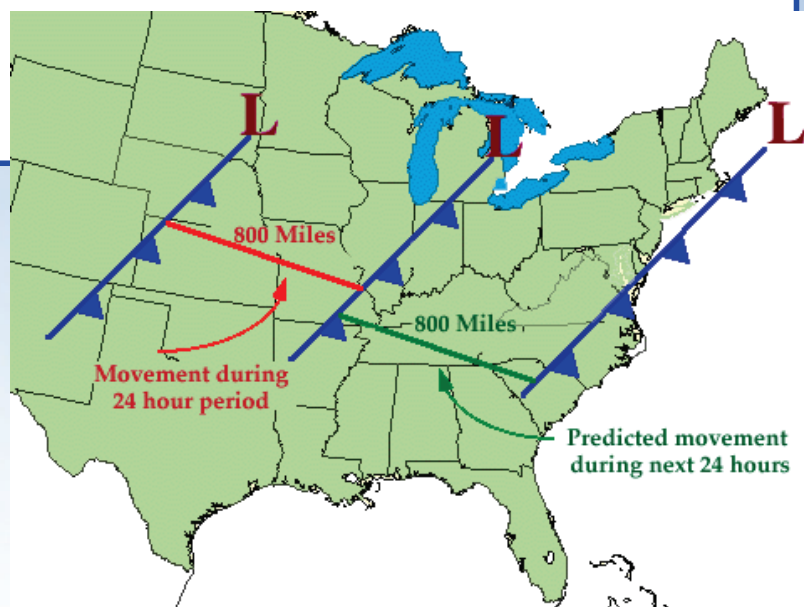 L
L
L
800 Miles
800 Miles
Movement during
24 hour period
Predicted movement
during next 24 hours